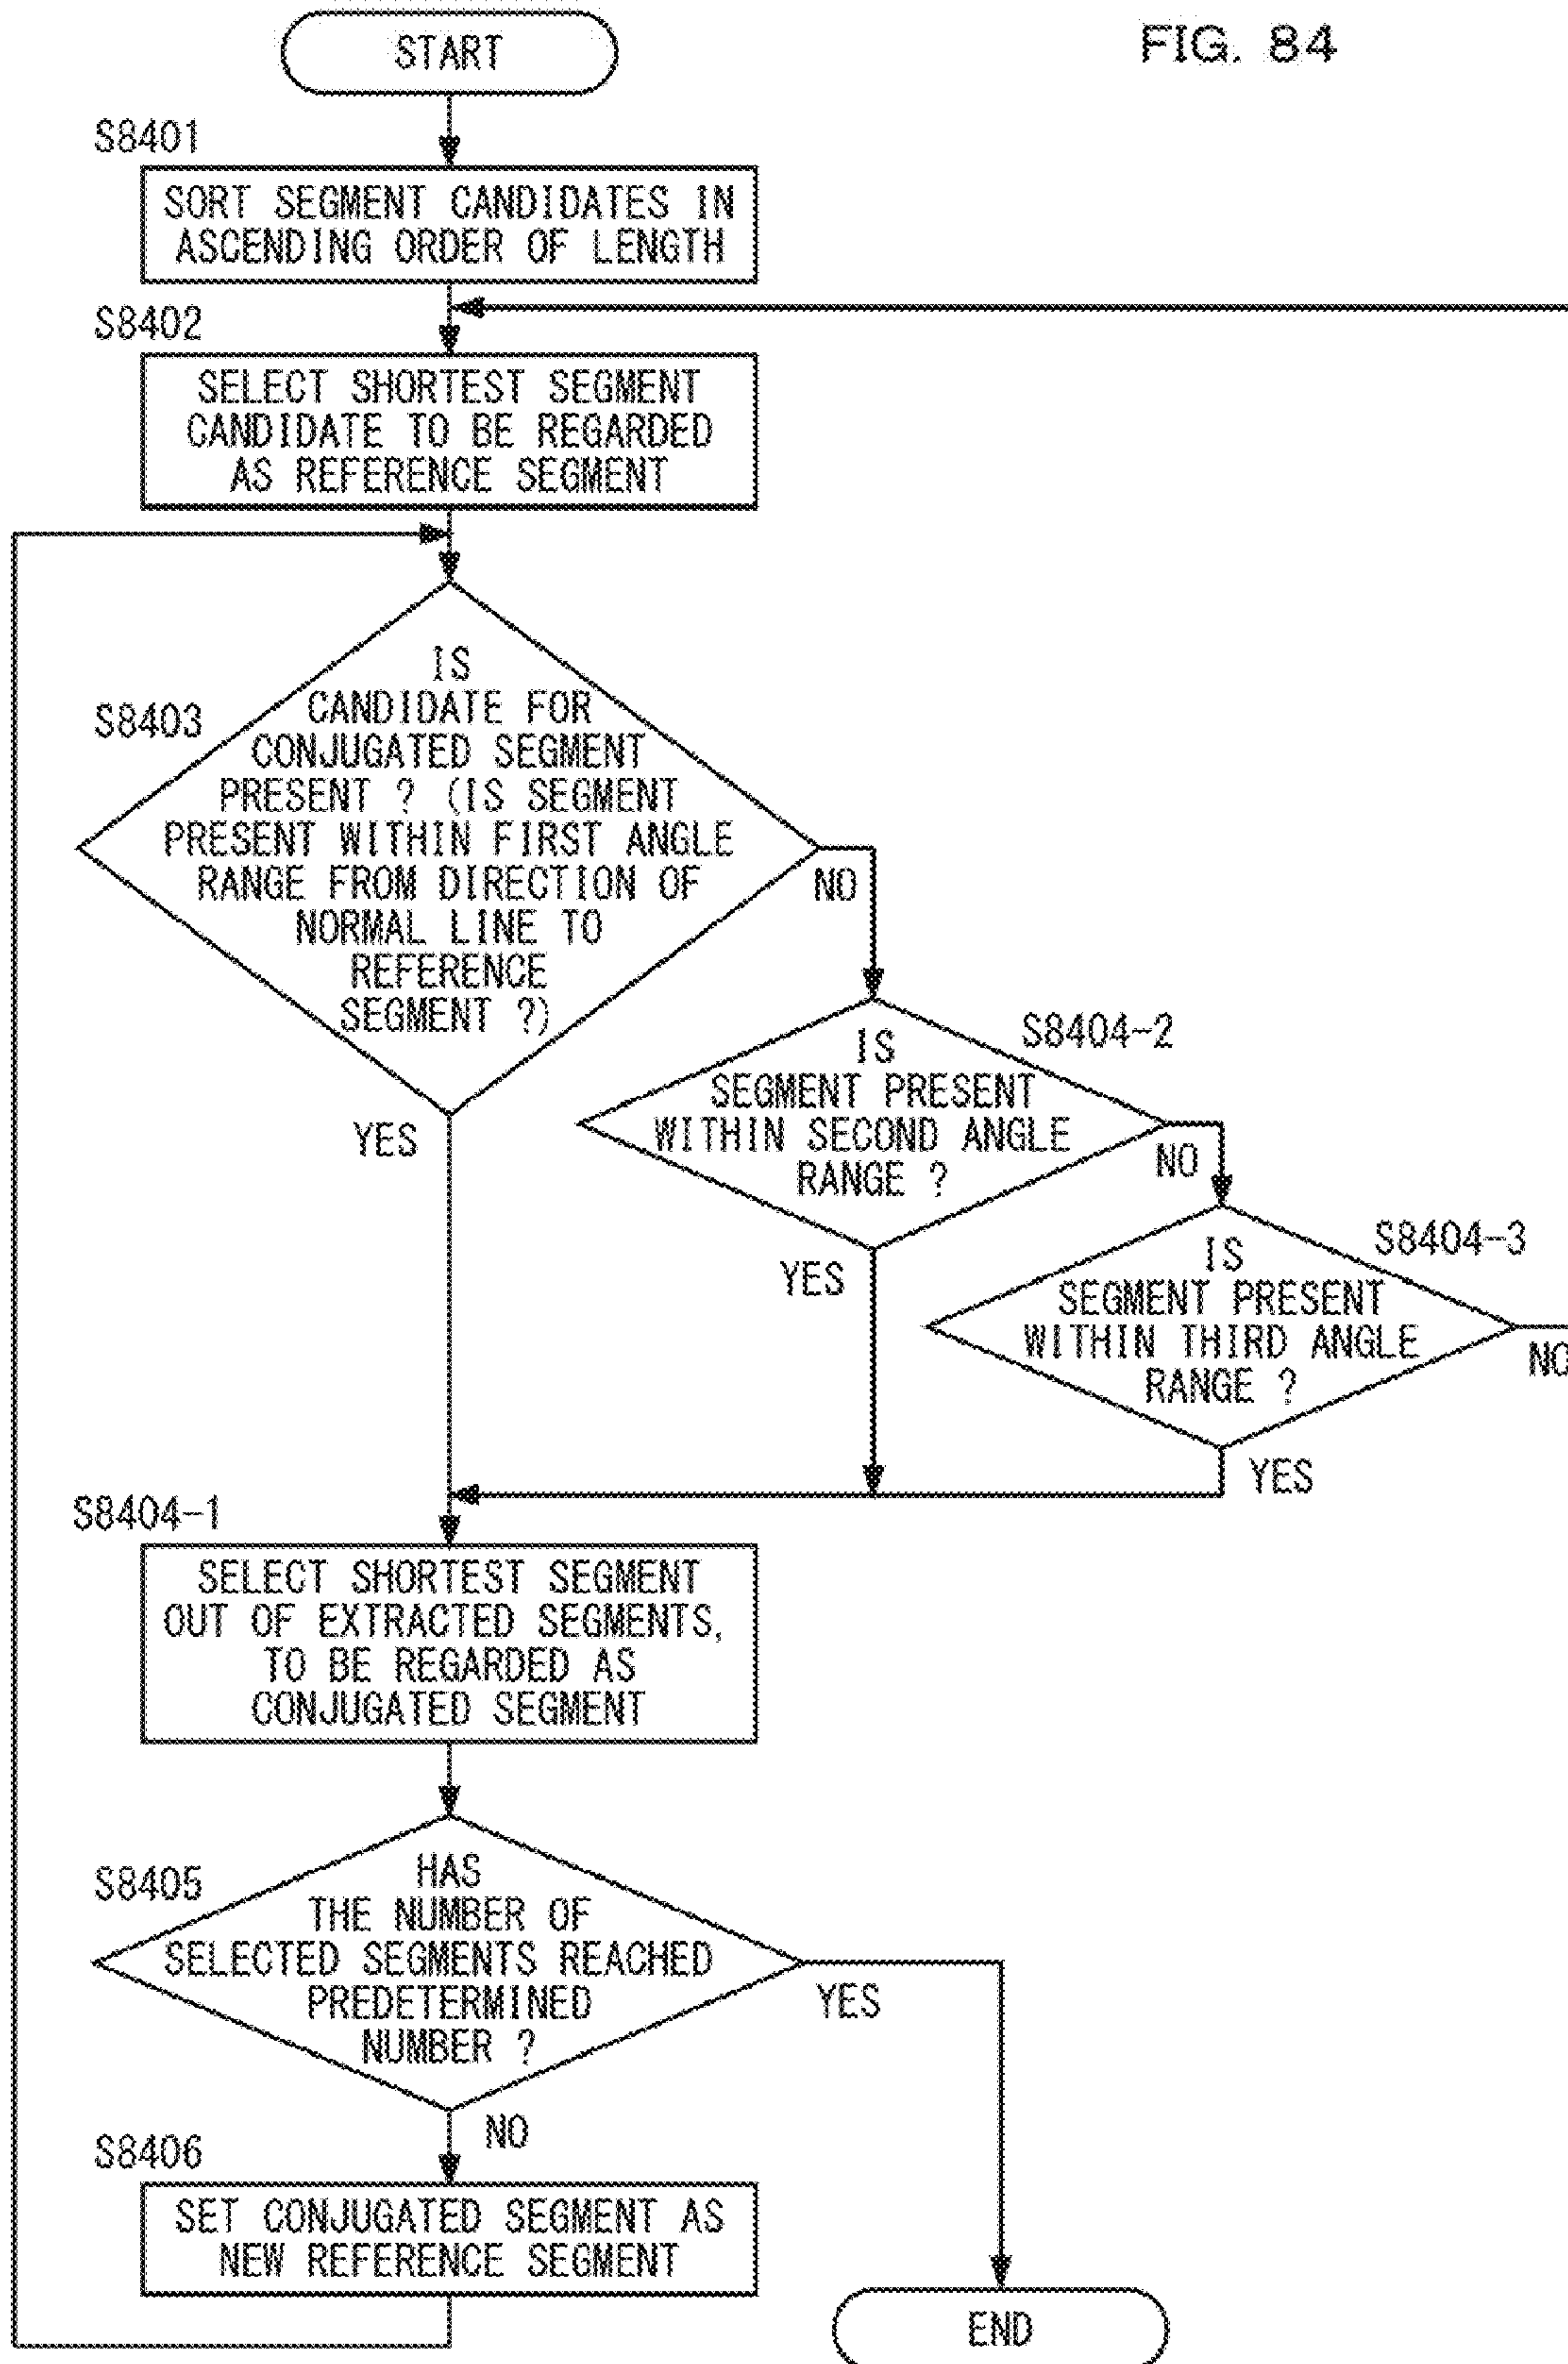 FIG. 84
START
S8401
SORT SEGMENT CANDIDATES IN
ASCENDING ORDER OF LENGTH
S8402
SELECT SHORTEST SEGMENT
CANDIDATE TO BE REGARDED
AS REFERENCE SEGMENT
S8403
IS
CANDIDATE FOR
CONJUGATED SEGMENT
PRESENT ? (IS SEGMENT
PRESENT WITHIN FIRST ANGLE
RANGE FROM DIRECTION OF
NORMAL LINE TO
REFERENCE
SEGMENT ?)
NO
YES
S8404-2
IS
SEGMENT PRESENT
WITHIN SECOND ANGLE
RANGE ?
NO
YES
S8404-3
IS
SEGMENT PRESENT
WITHIN THIRD ANGLE
RANGE ?
NO
YES
S8404-1
SELECT SHORTEST SEGMENT
OUT OF EXTRACTED SEGMENTS,
TO BE REGARDED AS
CONJUGATED SEGMENT
S8405
HAS
THE NUMBER OF
SELECTED SEGMENTS REACHED
PREDETERMINED
NUMBER ?
YES
NO
S8406
SET CONJUGATED SEGMENT AS
NEW REFERENCE SEGMENT
END